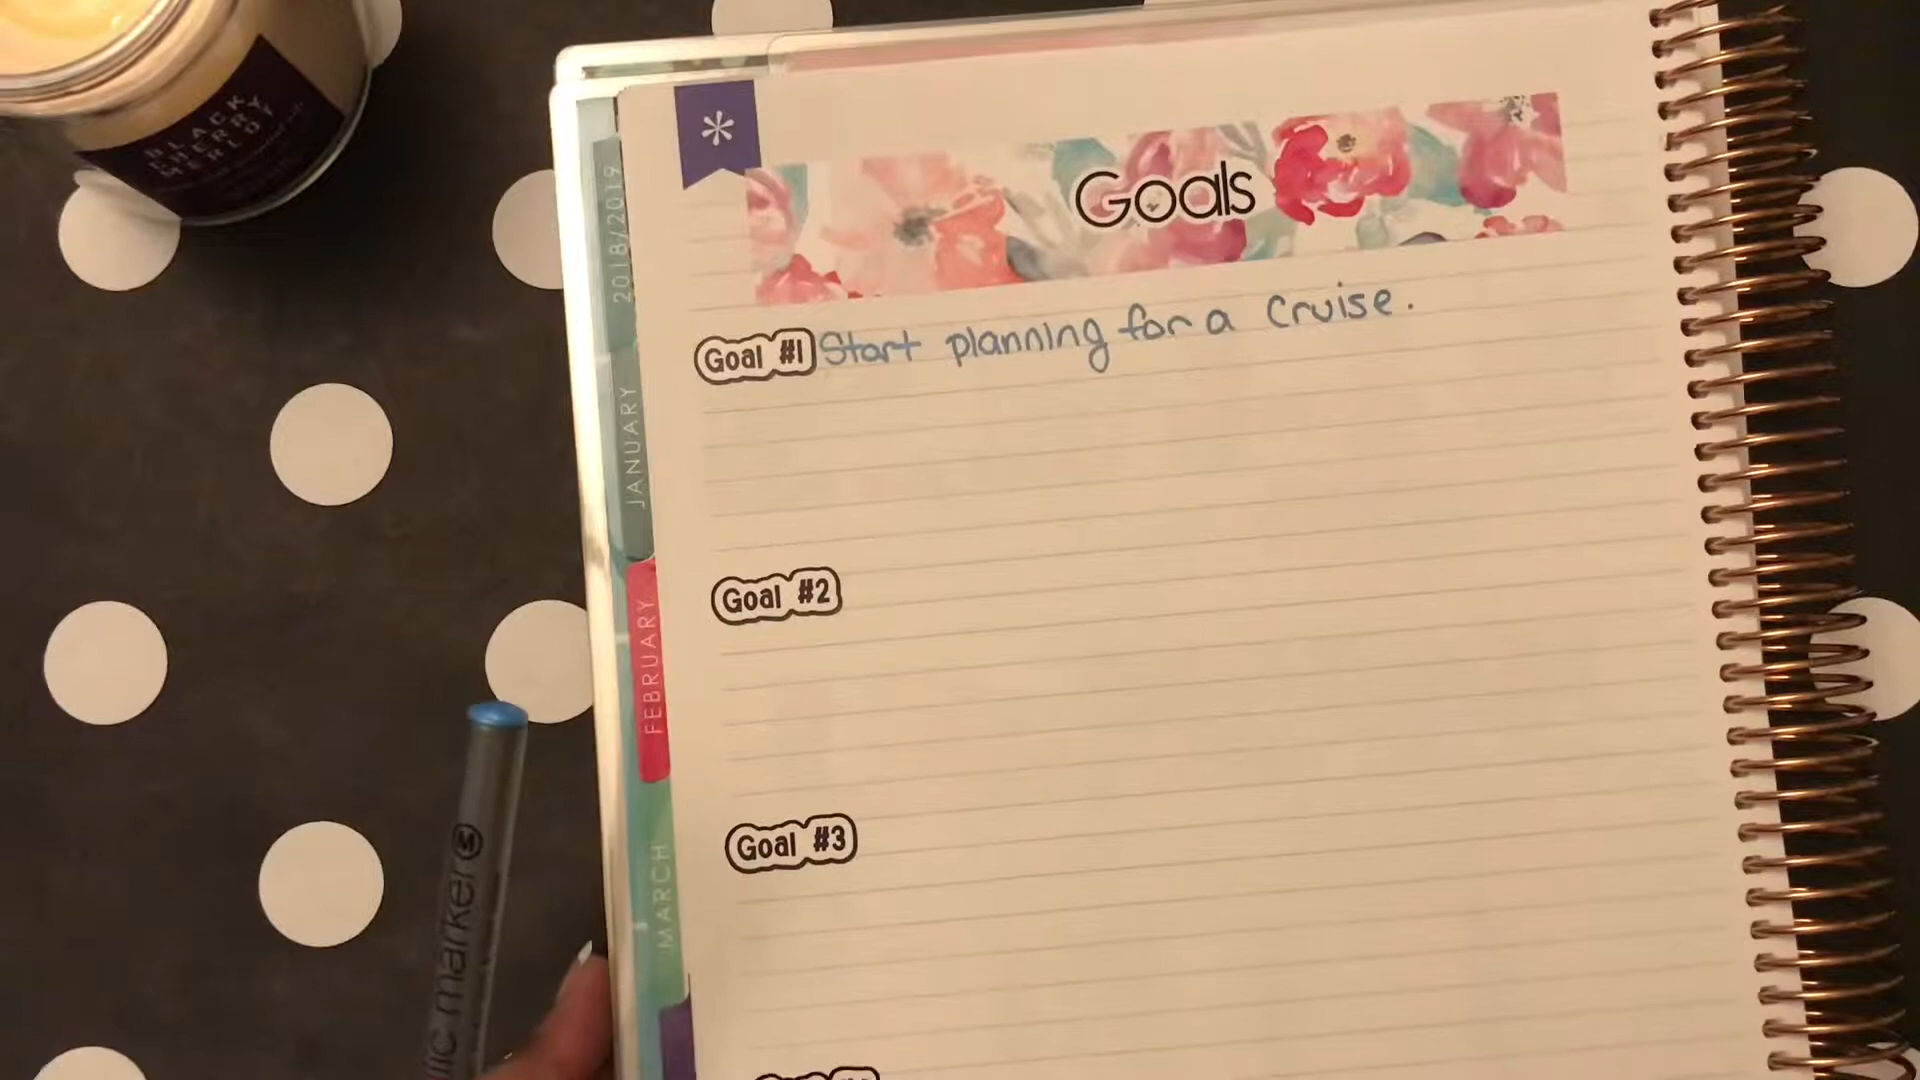 BLACK
CHERRY
MERLOT
*
Goals
2018/2019
Goal #1 Start planning for a Cruise.
JANUARY
Goal #2
FEBRUARY
Goal #3
MARCH
marker